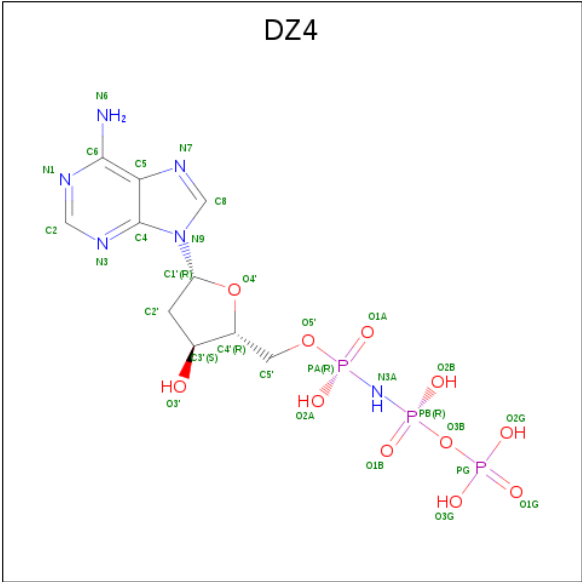 DZ4
N6
NH₂
C6
C5
N7
N1
N
N
C8
C2
N
N3
C4
N
N9
C1'(R)
O4'
O
C2'
O1A
O5'
O
O
C3'(S)
C4'(R)
PA(R)
P
N3A
O2B
OH
HO
O3'
C5'
HO
O2A
N
H
P
PB(R)
O2G
O3B
OH
O
O
O1B
P
PG
HO
O3G
O
O1G